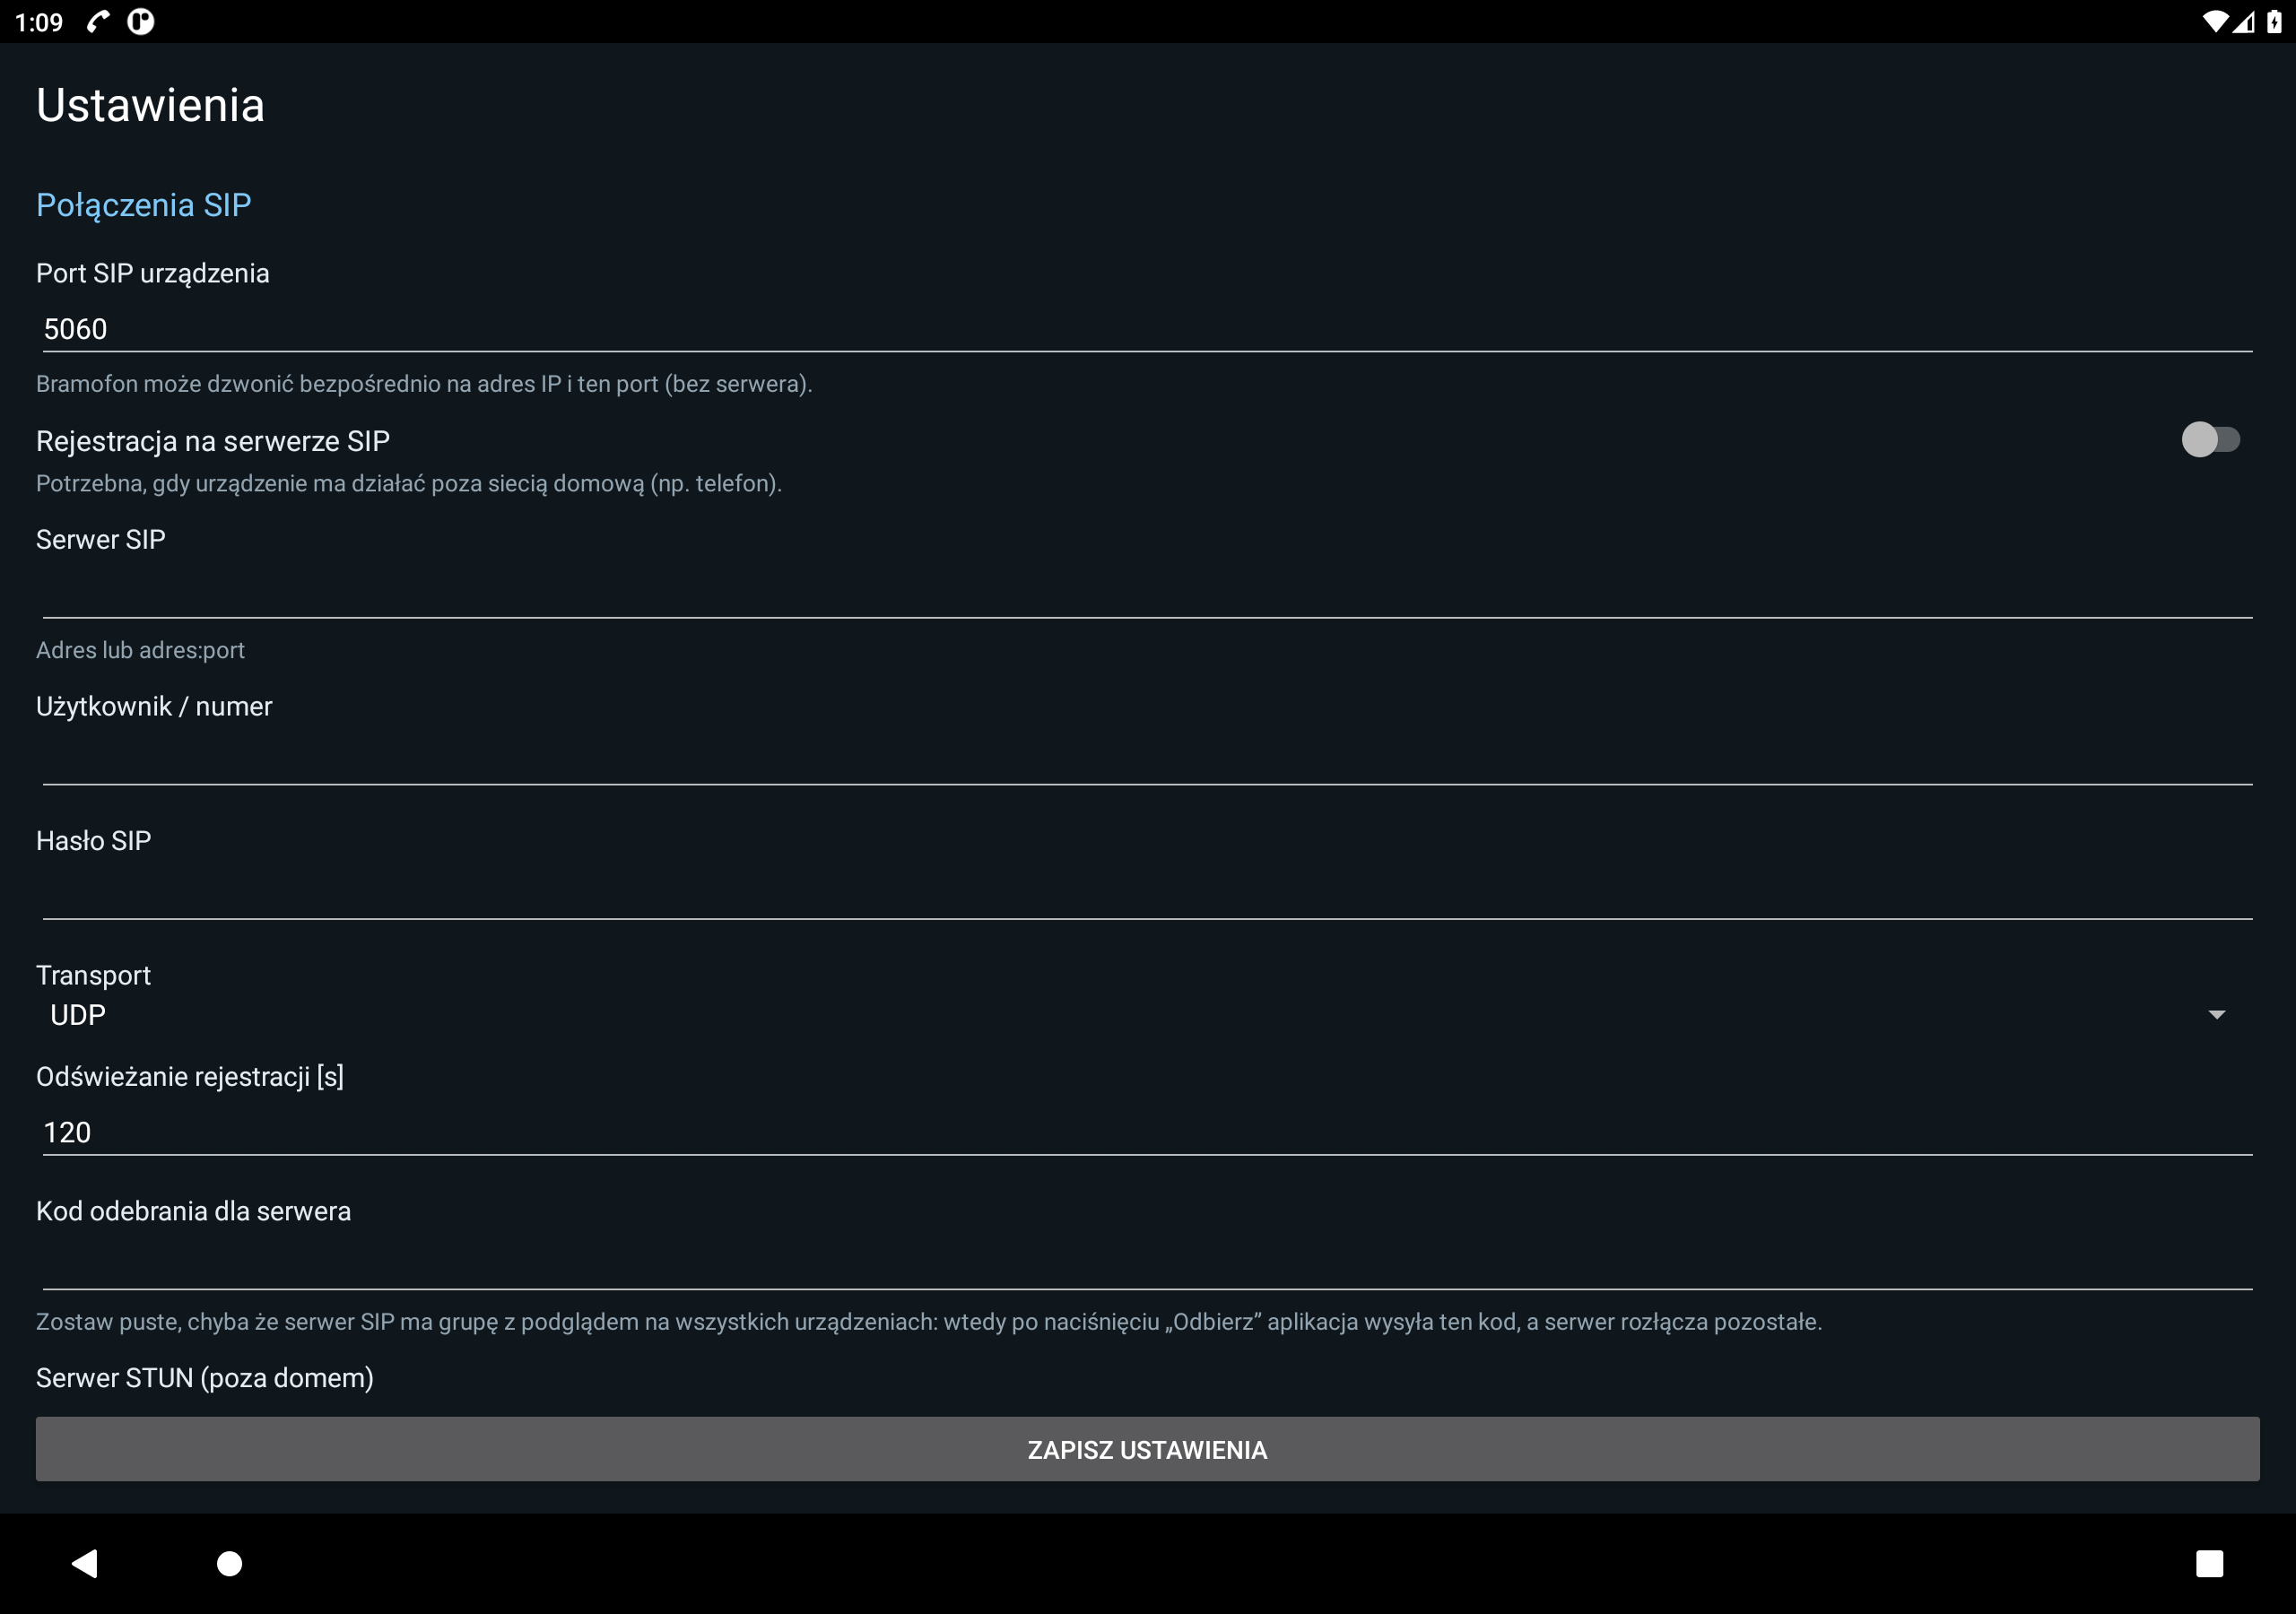 1:09
Ustawienia
Połączenia SIP
Port SIP urządzenia
5060
Bramofon może dzwonić bezpośrednio na adres IP i ten port (bez serwera).
Rejestracja na serwerze SIP
Potrzebna, gdy urządzenie ma działać poza siecią domową (np. telefon).
Serwer SIP
Adres lub adres:port
Użytkownik / numer
Hasło SIP
Transport
UDP
Odświeżanie rejestracji [s]
120
Kod odebrania dla serwera
Zostaw puste, chyba że serwer SIP ma grupę z podglądem na wszystkich urządzeniach: wtedy po naciśnięciu „Odbierz” aplikacja wysyła ten kod, a serwer rozłącza pozostałe.
Serwer STUN (poza domem)
ZAPISZ USTAWIENIA